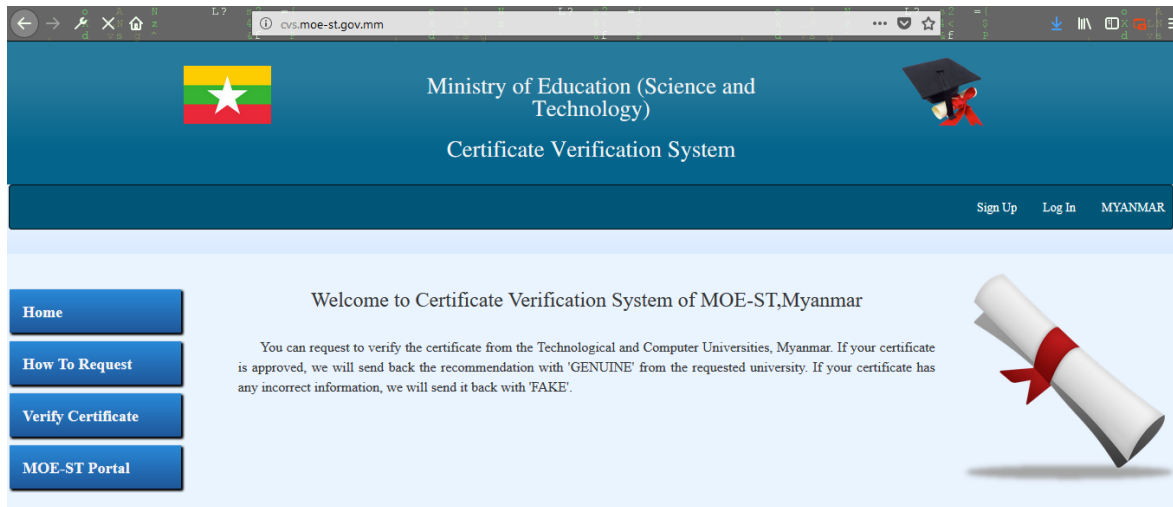 cvs.moe-st.gov.mm
Ministry of Education (Science and
Technology)
Certificate Verification System
Sign Up Log In MYANMAR
Welcome to Certificate Verification System of MOE-ST,Myanmar
Home
How To Request
Verify Certificate
MOE-ST Portal
You can request to verify the certificate from the Technological and Computer Universities, Myanmar. If your certificate
is approved, we will send back the recommendation with 'GENUINE' from the requested university. If your certificate has
any incorrect information, we will send it back with 'FAKE'.